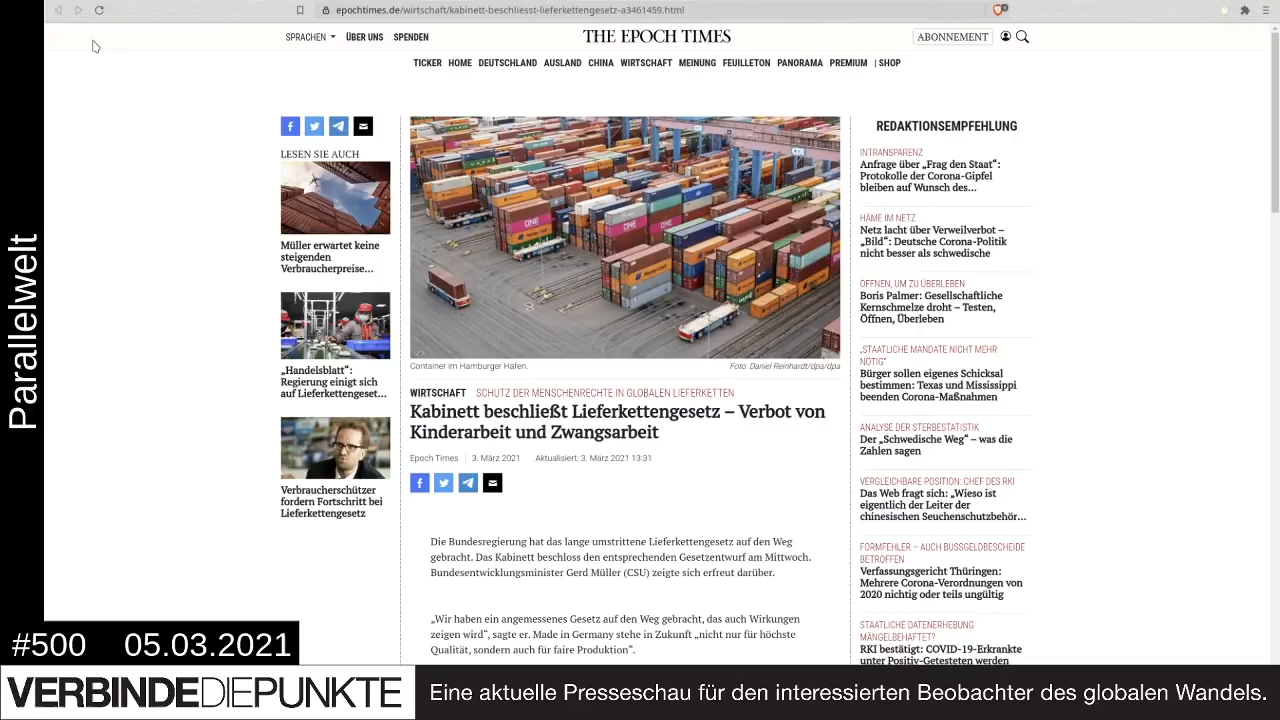 epochtimes.de/wirtschaft/kabinett-beschliesst-lieferkettengesetz-a3461459.html
SPRACHEN ÜBER UNS SPENDEN
THE EPOCH TIMES
ABONNEMENT
TICKER HOME DEUTSCHLAND AUSLAND CHINA WIRTSCHAFT MEINUNG FEUILLETON PANORAMA PREMIUM | SHOP
LESEN SIE AUCH
Müller erwartet keine
steigenden
Verbraucherpreise...
„Handelsblatt“:
Regierung einigt sich
auf Lieferkettengeset...
Verbraucherschützer
fordern Fortschritt bei
Lieferkettengesetz
Container im Hamburger Hafen.
Foto: Daniel Reinhardt/dpa/dpa
WIRTSCHAFT SCHUTZ DER MENSCHENRECHTE IN GLOBALEN LIEFERKETTEN
Kabinett beschließt Lieferkettengesetz – Verbot von
Kinderarbeit und Zwangsarbeit
Epoch Times 3. März 2021 Aktualisiert: 3. März 2021 13:31
Die Bundesregierung hat das lange umstrittene Lieferkettengesetz auf den Weg
gebracht. Das Kabinett beschloss den entsprechenden Gesetzentwurf am Mittwoch.
Bundesentwicklungsminister Gerd Müller (CSU) zeigte sich erfreut darüber.
„Wir haben ein angemessenes Gesetz auf den Weg gebracht, das auch Wirkungen
zeigen wird“, sagte er. Made in Germany stehe in Zukunft „nicht nur für höchste
Qualität, sondern auch für faire Produktion“.
REDAKTIONSEMPFEHLUNG
INTRANSPARENZ
Anfrage über „Frag den Staat“:
Protokolle der Corona-Gipfel
bleiben auf Wunsch des...
HÄME IM NETZ
Netz lacht über Verweilverbot –
„Bild“: Deutsche Corona-Politik
nicht besser als schwedische
ÖFFNEN, UM ZU ÜBERLEBEN
Boris Palmer: Gesellschaftliche
Kernschmelze droht – Testen,
Öffnen, Überleben
„STAATLICHE MANDATE NICHT MEHR
NÖTIG“
Bürger sollen eigenes Schicksal
bestimmen: Texas und Mississippi
beenden Corona-Maßnahmen
ANALYSE DER STERBESTATISTIK
Der „Schwedische Weg“ – was die
Zahlen sagen
VERGLEICHBARE POSITION: CHEF DES RKI
Das Web fragt sich: „Wieso ist
eigentlich der Leiter der
chinesischen Seuchenschutzbehör...
FORMFEHLER – AUCH BUSSGELDBESCHEIDE
BETROFFEN
Verfassungsgericht Thüringen:
Mehrere Corona-Verordnungen von
2020 nichtig oder teils ungültig
STAATLICHE DATENERHEBUNG
MÄNGELBEHAFTET?
RKI bestätigt: COVID-19-Erkrankte
unter Positiv-Getesteten werden
Parallelwelt
#500 05.03.2021
VERBINDEDIEPUNKTE
Eine aktuelle Presseschau für den interessierten Beobachter des globalen Wandels.